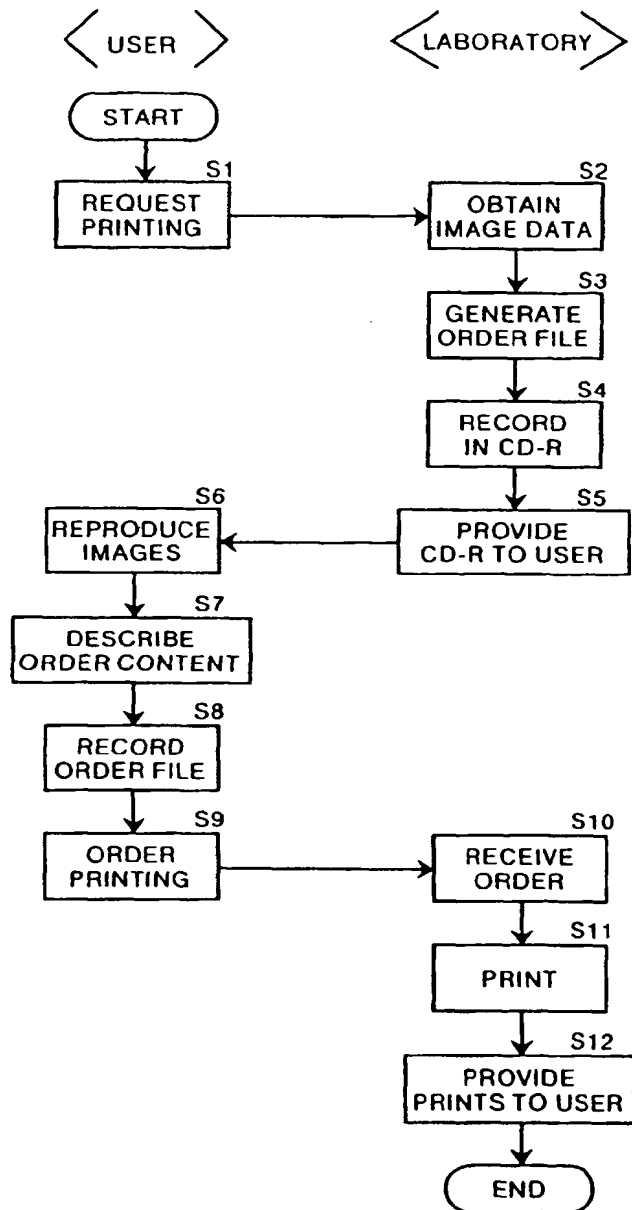 USER
LABORATORY
START
S1
REQUEST
PRINTING
S2
OBTAIN
IMAGE DATA
S3
GENERATE
ORDER FILE
S4
RECORD
IN CD-R
S5
PROVIDE
CD-R TO USER
S6
REPRODUCE
IMAGES
S7
DESCRIBE
ORDER CONTENT
S8
RECORD
ORDER FILE
S9
ORDER
PRINTING
S10
RECEIVE
ORDER
S11
PRINT
S12
PROVIDE
PRINTS TO USER
END